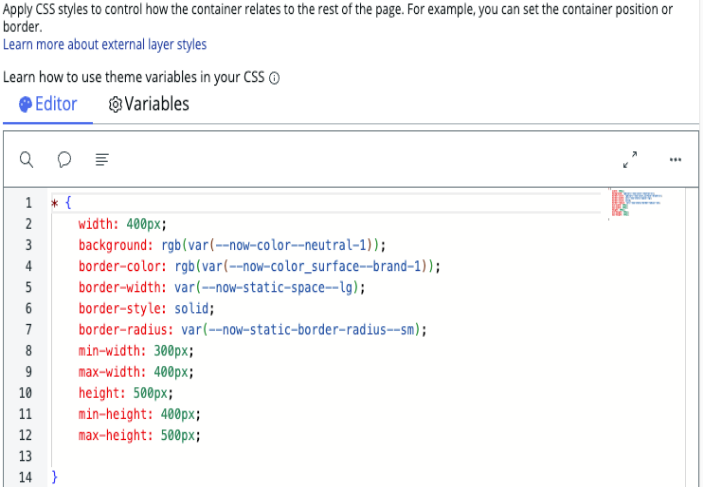 Apply CSS styles to control how the container relates to the rest of the page. For example, you can set the container position or
border.
Learn more about external layer styles
Learn how to use theme variables in your CSS
Editor Variables
1 * {
2 width: 400px;
3 background: rgb(var(--now-color--neutral-1));
4 border-color: rgb(var(--now-color_surface--brand-1));
5 border-width: var(--now-static-space--lg);
6 border-style: solid;
7 border-radius: var(--now-static-border-radius--sm);
8 min-width: 300px;
9 max-width: 400px;
10 height: 500px;
11 min-height: 400px;
12 max-height: 500px;
13
14 }